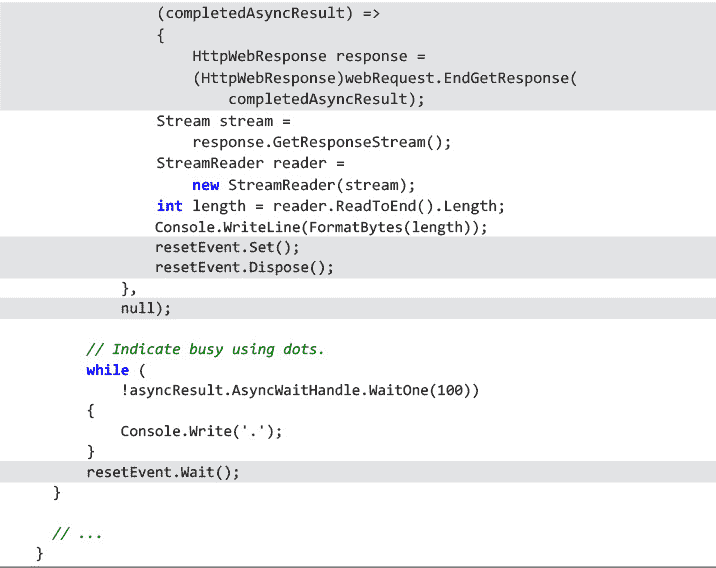 (completedAsyncResult) =>
{
HttpWebResponse response =
(HttpWebResponse)webRequest.EndGetResponse(
completedAsyncResult);
Stream stream =
response.GetResponseStream();
StreamReader reader =
new StreamReader(stream);
int length = reader.ReadToEnd().Length;
Console.WriteLine(FormatBytes(length));
resetEvent.Set();
resetEvent.Dispose();
},
null);
// Indicate busy using dots.
while (
!asyncResult.AsyncWaitHandle.WaitOne(100))
{
Console.Write('.');
}
resetEvent.Wait();
}
// ...
}